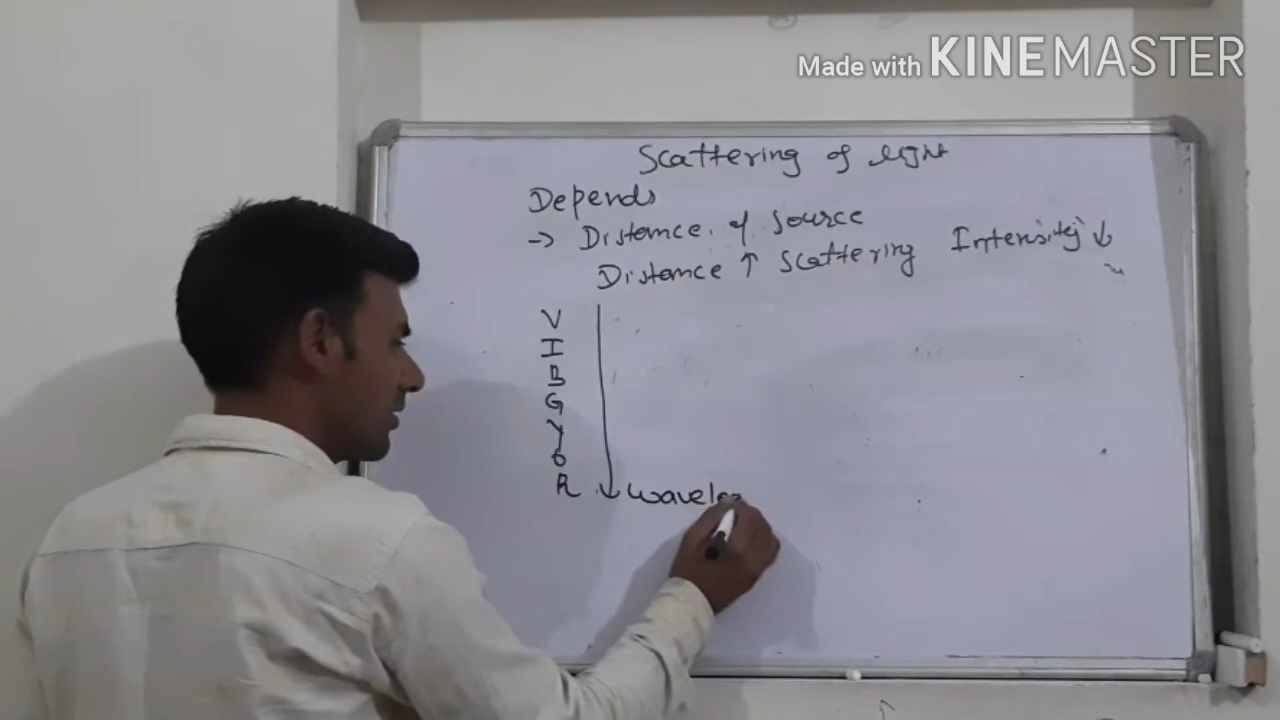 Made with KINEMASTER
Scattering of light
Depends
-> Distance of source
Distance ↑ scattering Intensity ↓
V
I
B
G
Y
O
R
wavele